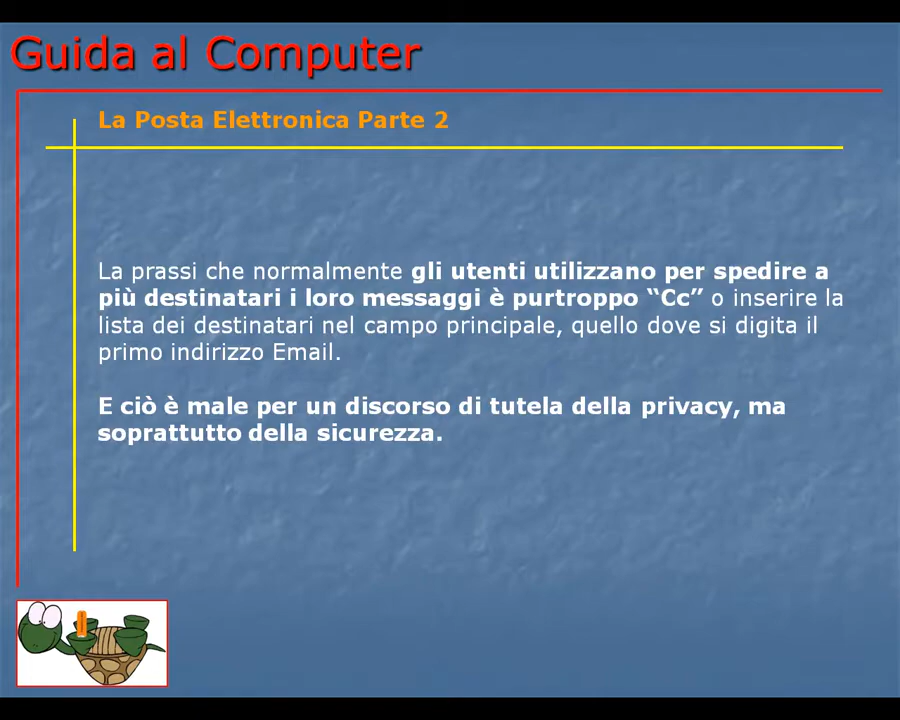 Guida al Computer
La Posta Elettronica Parte 2
La prassi che normalmente gli utenti utilizzano per spedire a
più destinatari i loro messaggi è purtroppo “Cc” o inserire la
lista dei destinatari nel campo principale, quello dove si digita il
primo indirizzo Email.
E ciò è male per un discorso di tutela della privacy, ma
soprattutto della sicurezza.